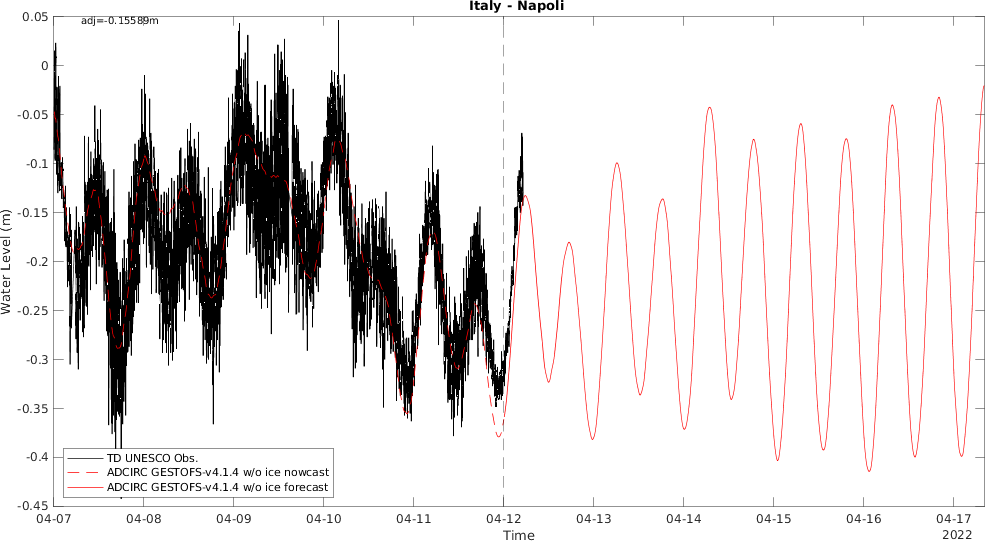 Italy - Napoli
adj=-0.15589m
0.05
0
-0.05
-0.1
-0.15
-0.2
-0.25
-0.3
-0.35
-0.4
-0.45
Water Level (m)
TD UNESCO Obs.
ADCIRC GESTOFS-v4.1.4 w/o ice nowcast
ADCIRC GESTOFS-v4.1.4 w/o ice forecast
04-07 04-08 04-09 04-10 04-11 04-12 04-13 04-14 04-15 04-16 04-17
Time 2022